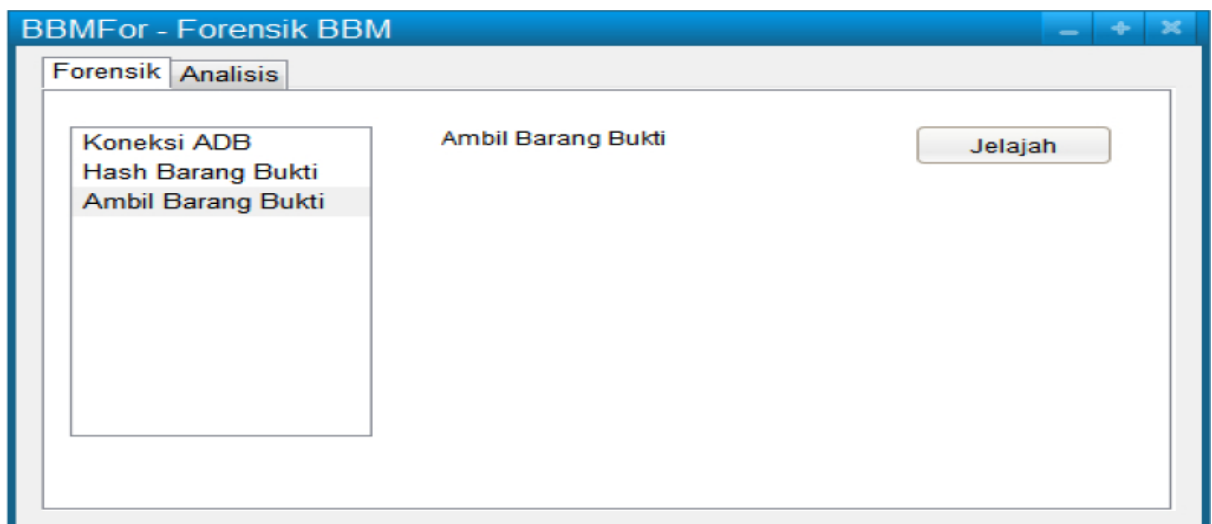 BBMFor - Forensik BBM
Forensik Analisis
Koneksi ADB
Hash Barang Bukti
Ambil Barang Bukti
Ambil Barang Bukti
Jelajah